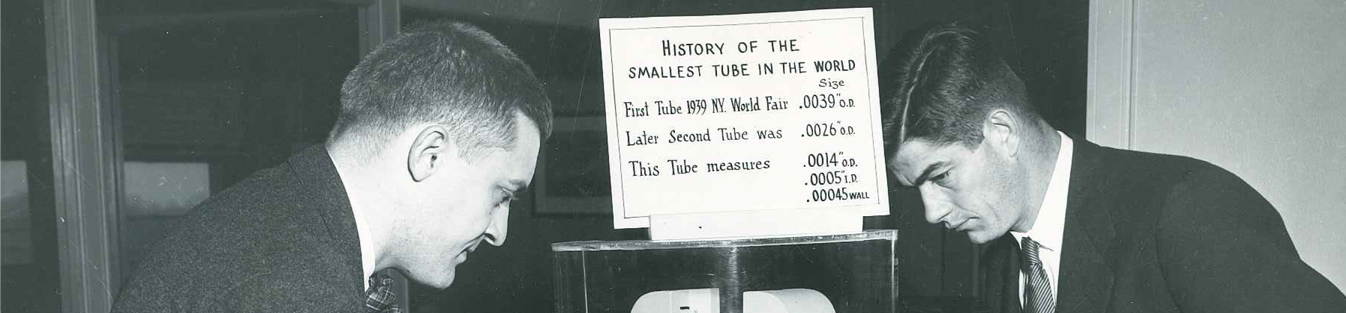 HISTORY OF THE
SMALLEST TUBE IN THE WORLD
Size
First Tube 1939 N.Y. World Fair .0039" O.D.
Later Second Tube was .0026" O.D.
This Tube measures .0014" O.D.
.0005" I.D.
.00045 WALL